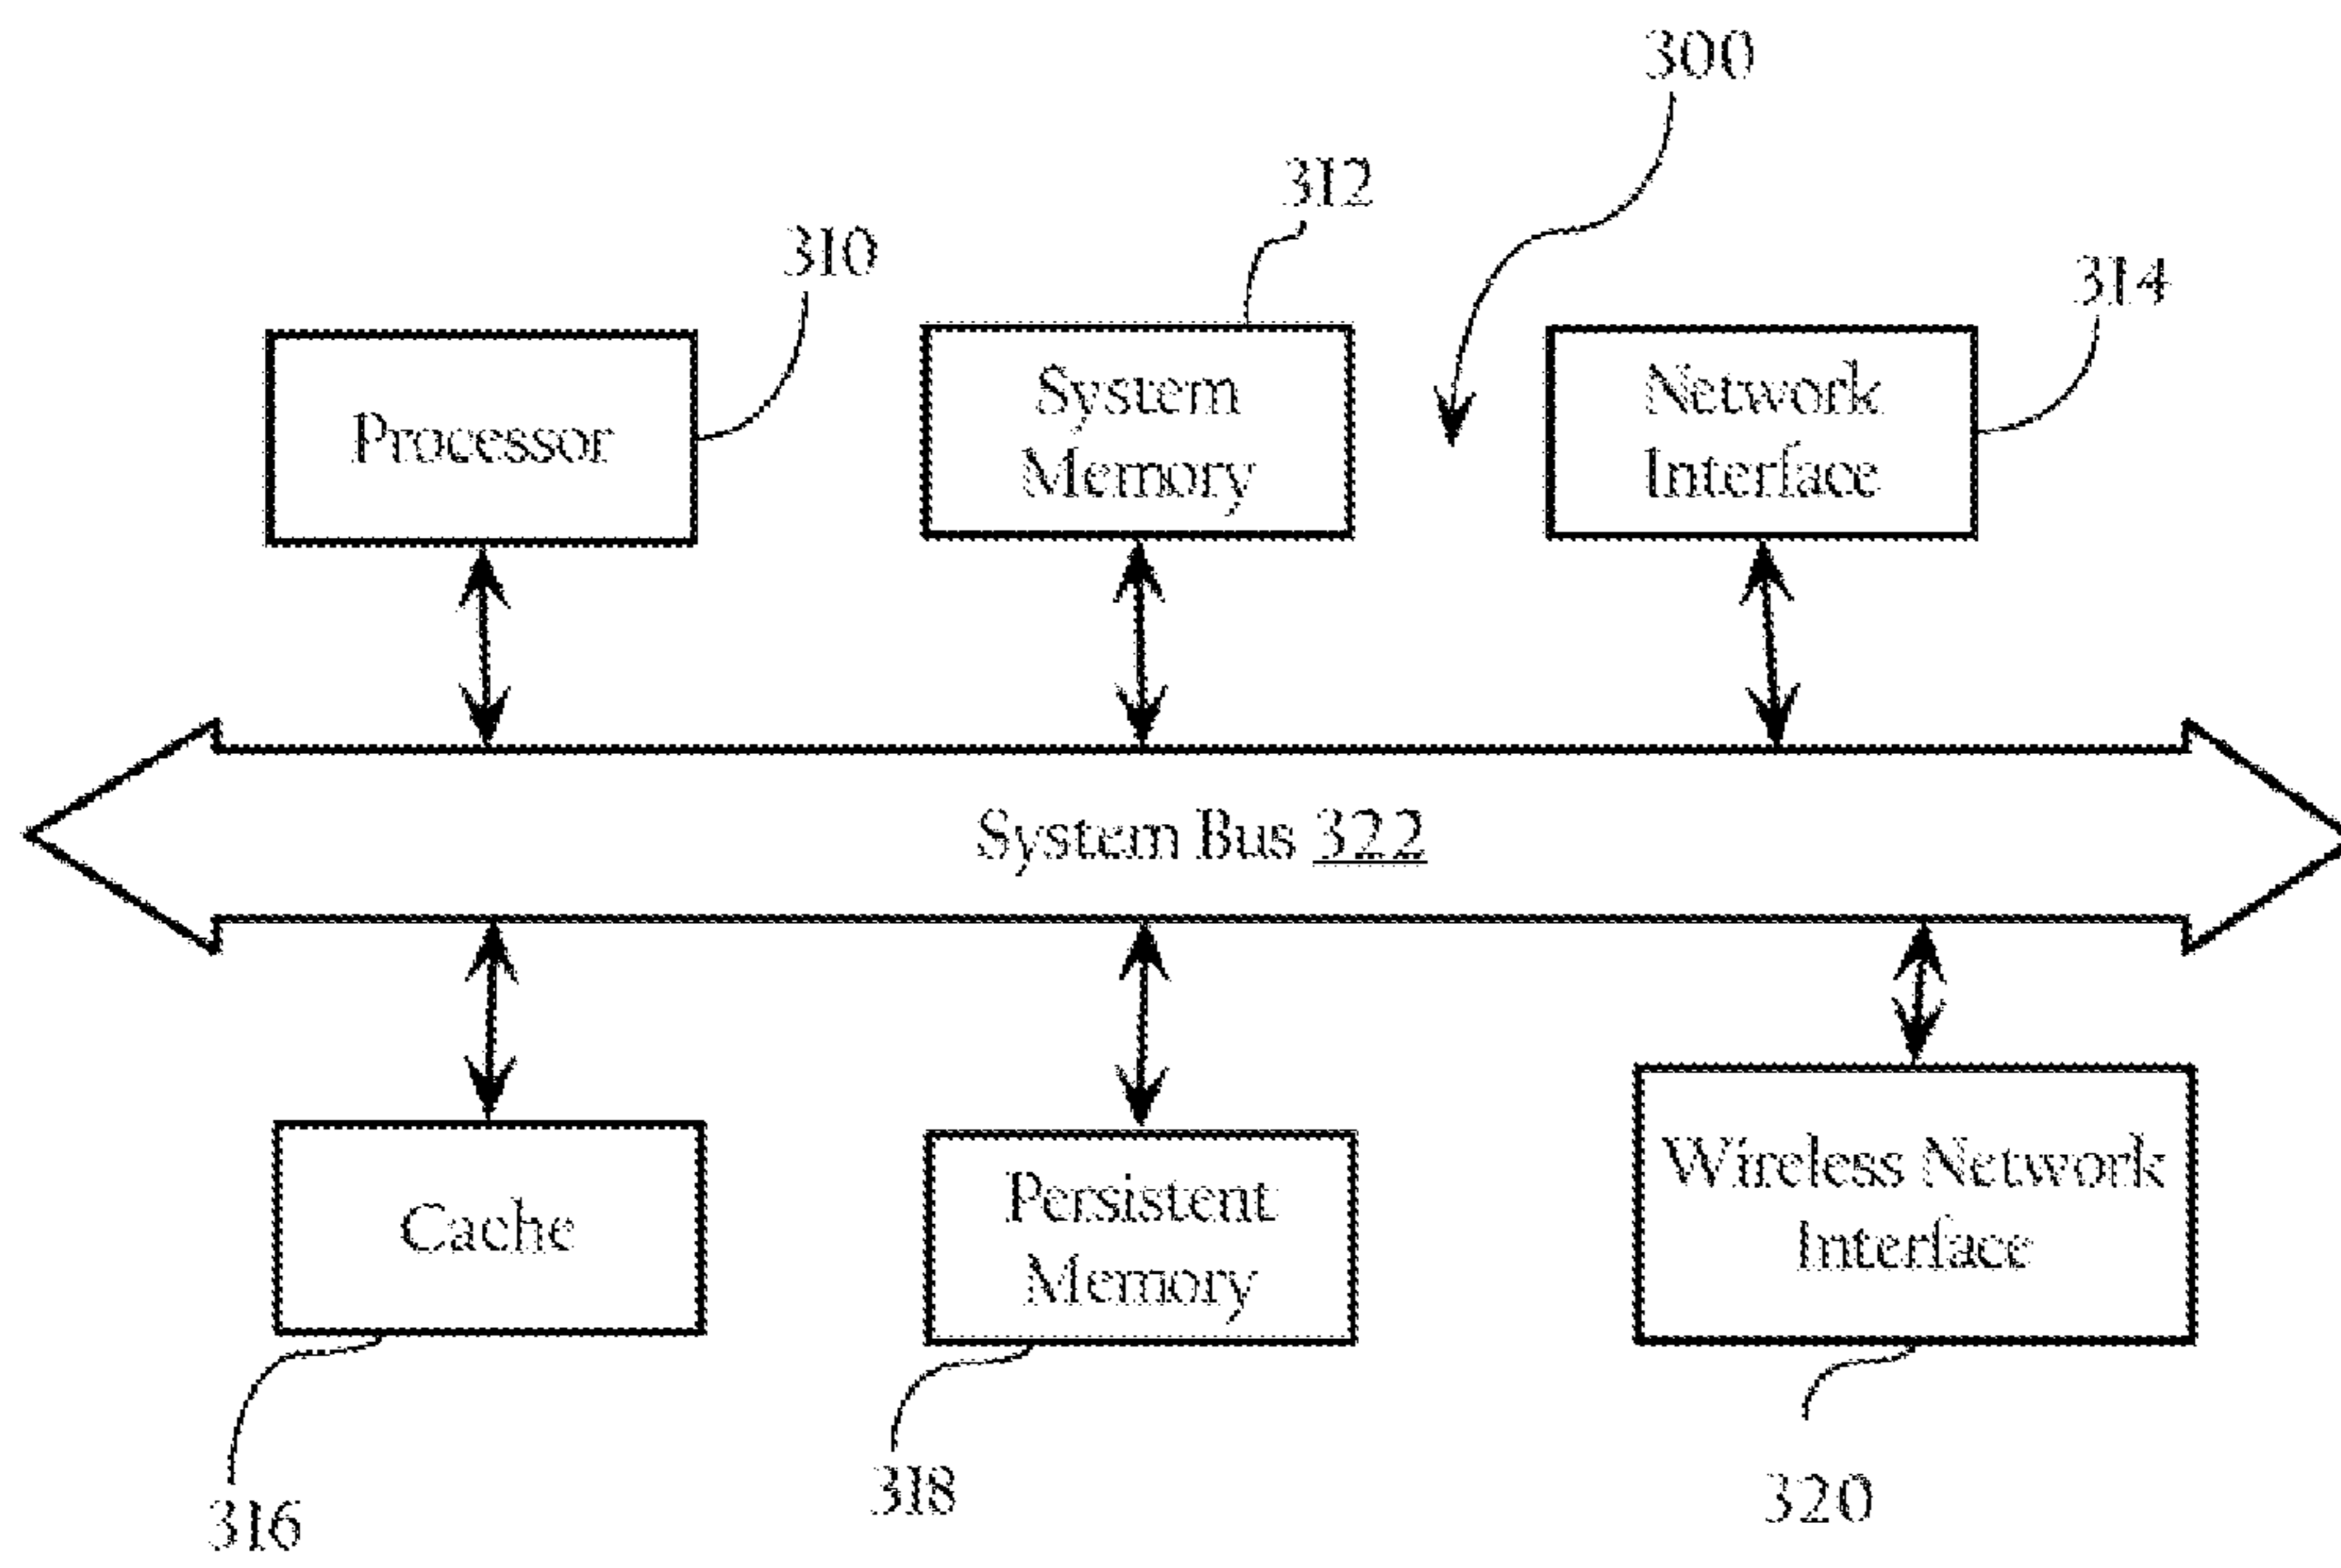 300
312
310
314
Processor
System
Memory
Network
Interface
System Bus 322
Cache
Persistent
Memory
Wireless Network
Interface
316
318
320